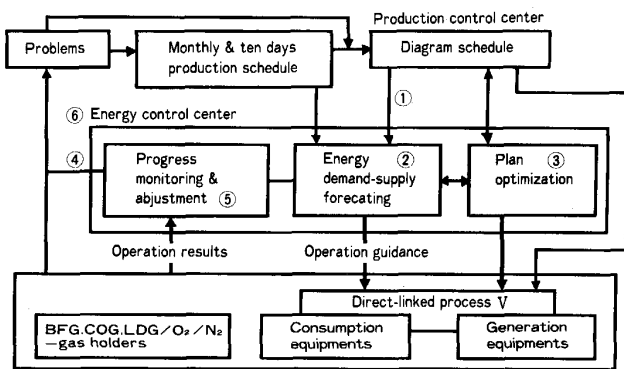 Production control center
Problems
Monthly & ten days
production schedule
Diagram schedule
①
⑥ Energy control center
④
Progress
monitoring &
abjustment ⑤
Energy ②
demand-supply
forecating
Plan ③
optimization
Operation results
Operation guidance
Direct-linked process V
BFG.COG.LDG/O₂/N₂
—gas holders
Consumption
equipments
Generation
equipments